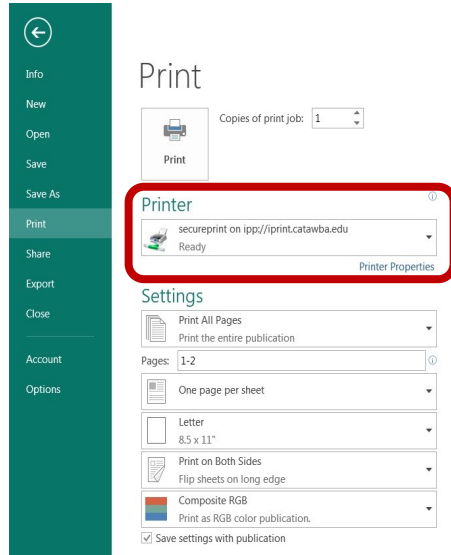 Info
New
Open
Save
Save As
Print
Share
Export
Close
Account
Options
Print
Copies of print job: 1
Print
Printer
secureprint on ipp://iprint.catawba.edu
Ready
Printer Properties
Settings
Print All Pages
Print the entire publication
Pages: 1-2
One page per sheet
Letter
8.5 x 11"
Print on Both Sides
Flip sheets on long edge
Composite RGB
Print as RGB color publication.
Save settings with publication